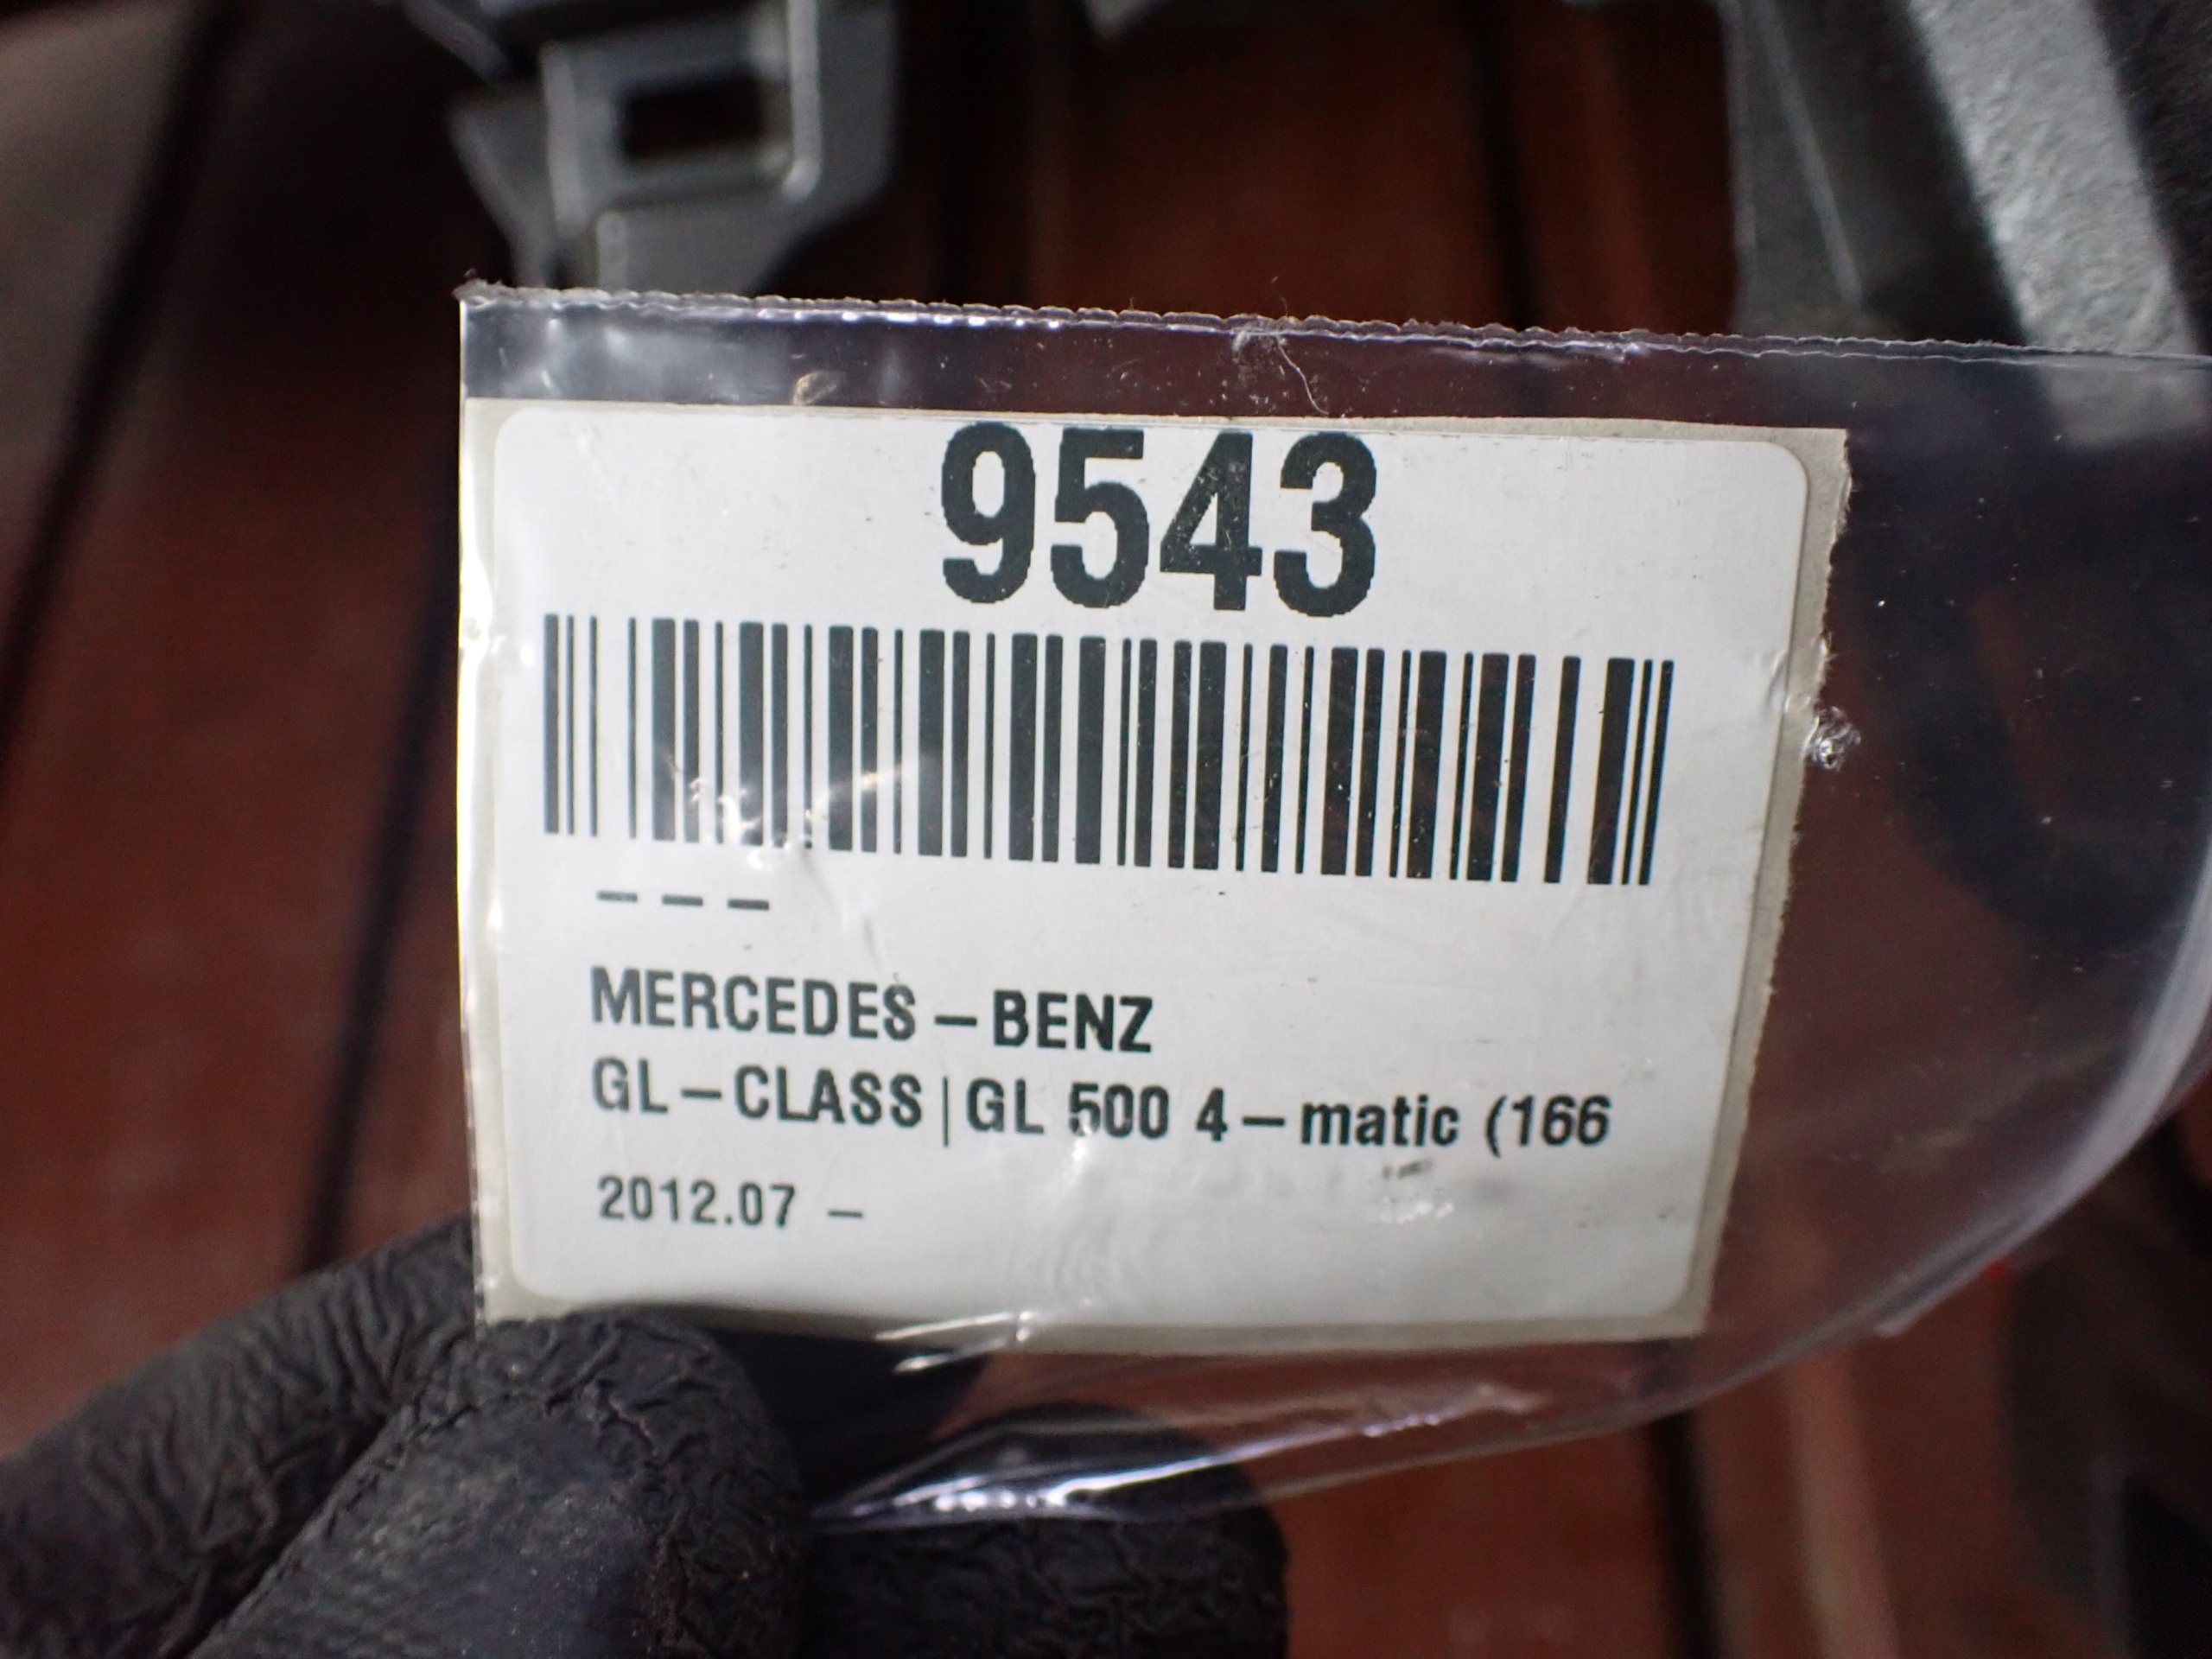 9543
– – –
MERCEDES–BENZ
GL–CLASS|GL 500 4–matic (166
2012.07 –